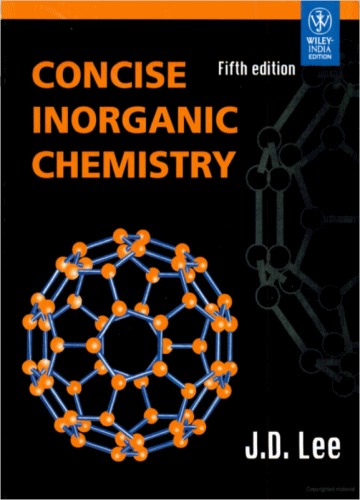 CONCISE
INORGANIC
CHEMISTRY
Fifth edition
WILEY-
INDIA
EDITION
J.D. Lee
Copyrighted material